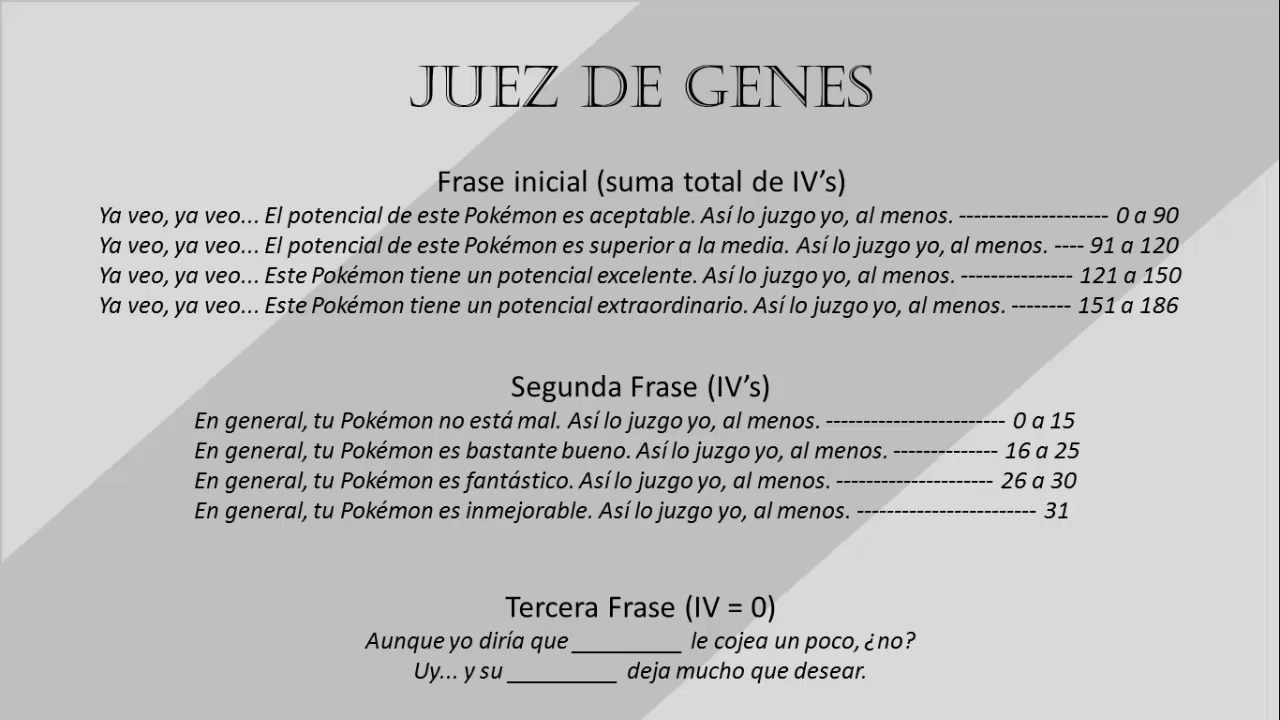 JUEZ DE GENES
Frase inicial (suma total de IV’s)
Ya veo, ya veo... El potencial de este Pokémon es aceptable. Así lo juzgo yo, al menos. -------------------- 0 a 90
Ya veo, ya veo... El potencial de este Pokémon es superior a la media. Así lo juzgo yo, al menos. ---- 91 a 120
Ya veo, ya veo... Este Pokémon tiene un potencial excelente. Así lo juzgo yo, al menos. --------------- 121 a 150
Ya veo, ya veo... Este Pokémon tiene un potencial extraordinario. Así lo juzgo yo, al menos. -------- 151 a 186
Segunda Frase (IV’s)
En general, tu Pokémon no está mal. Así lo juzgo yo, al menos. ------------------------ 0 a 15
En general, tu Pokémon es bastante bueno. Así lo juzgo yo, al menos. -------------- 16 a 25
En general, tu Pokémon es fantástico. Así lo juzgo yo, al menos. --------------------- 26 a 30
En general, tu Pokémon es inmejorable. Así lo juzgo yo, al menos. ------------------------ 31
Tercera Frase (IV = 0)
Aunque yo diría que _________ le cojea un poco, ¿no?
Uy... y su _________ deja mucho que desear.